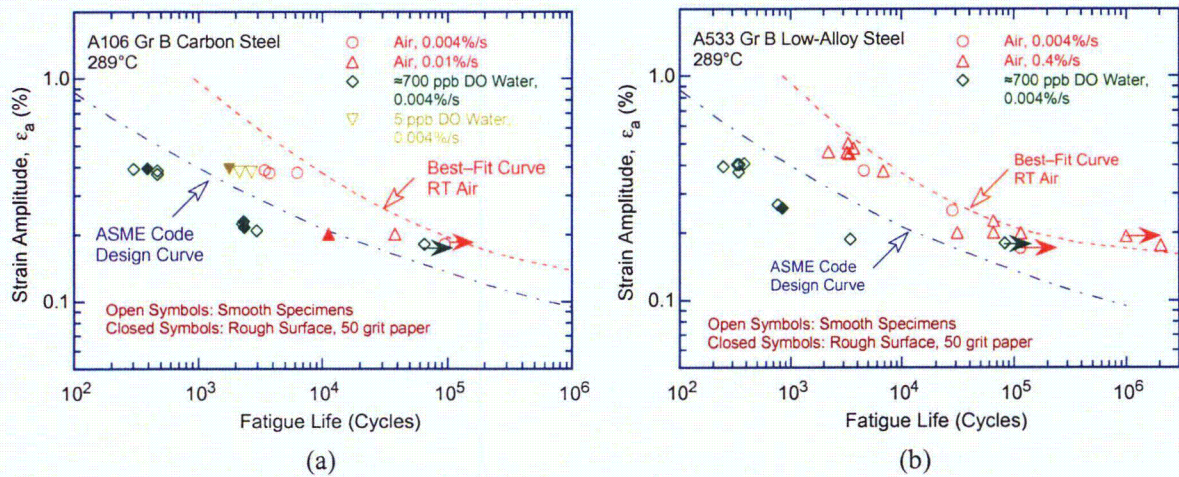 A106 Gr B Carbon Steel
289°C
Air, 0.004%/s
Air, 0.01%/s
≈700 ppb DO Water,
0.004%/s
5 ppb DO Water,
0.004%/s
1.0
0.1
Strain Amplitude, εa (%)
Best–Fit Curve
RT Air
ASME Code
Design Curve
Open Symbols: Smooth Specimens
Closed Symbols: Rough Surface, 50 grit paper
10² 10³ 10⁴ 10⁵ 10⁶
Fatigue Life (Cycles)
(a)
A533 Gr B Low-Alloy Steel
289°C
Air, 0.004%/s
Air, 0.4%/s
≈700 ppb DO Water,
0.004%/s
1.0
0.1
Strain Amplitude, εa (%)
Best–Fit Curve
RT Air
ASME Code
Design Curve
Open Symbols: Smooth Specimens
Closed Symbols: Rough Surface, 50 grit paper
10² 10³ 10⁴ 10⁵ 10⁶
Fatigue Life (Cycles)
(b)